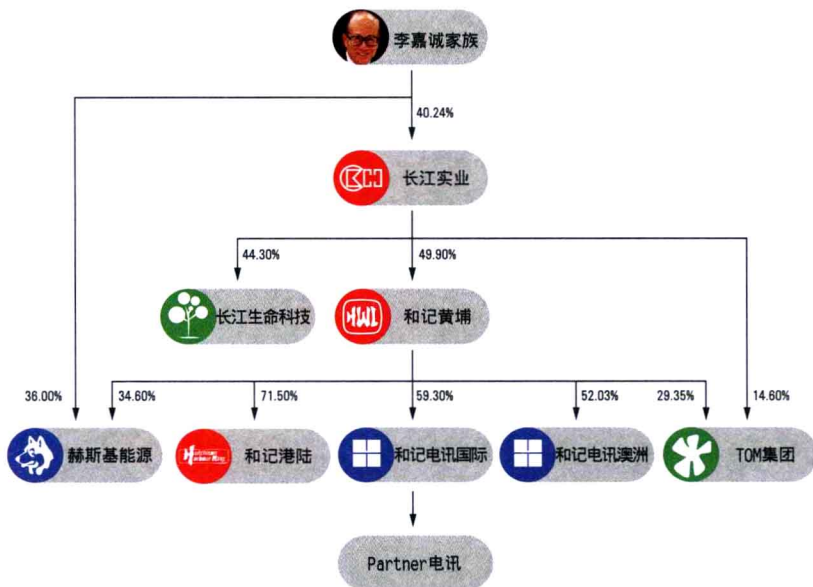 李嘉诚家族
40.24%
长江实业
44.30%
49.90%
长江生命科技
HWL
和记黄埔
36.00%
34.60%
71.50%
59.30%
52.03%
29.35%
14.60%
赫斯基能源
和记港陆
和记电讯国际
和记电讯澳洲
TOM集团
Partner电讯